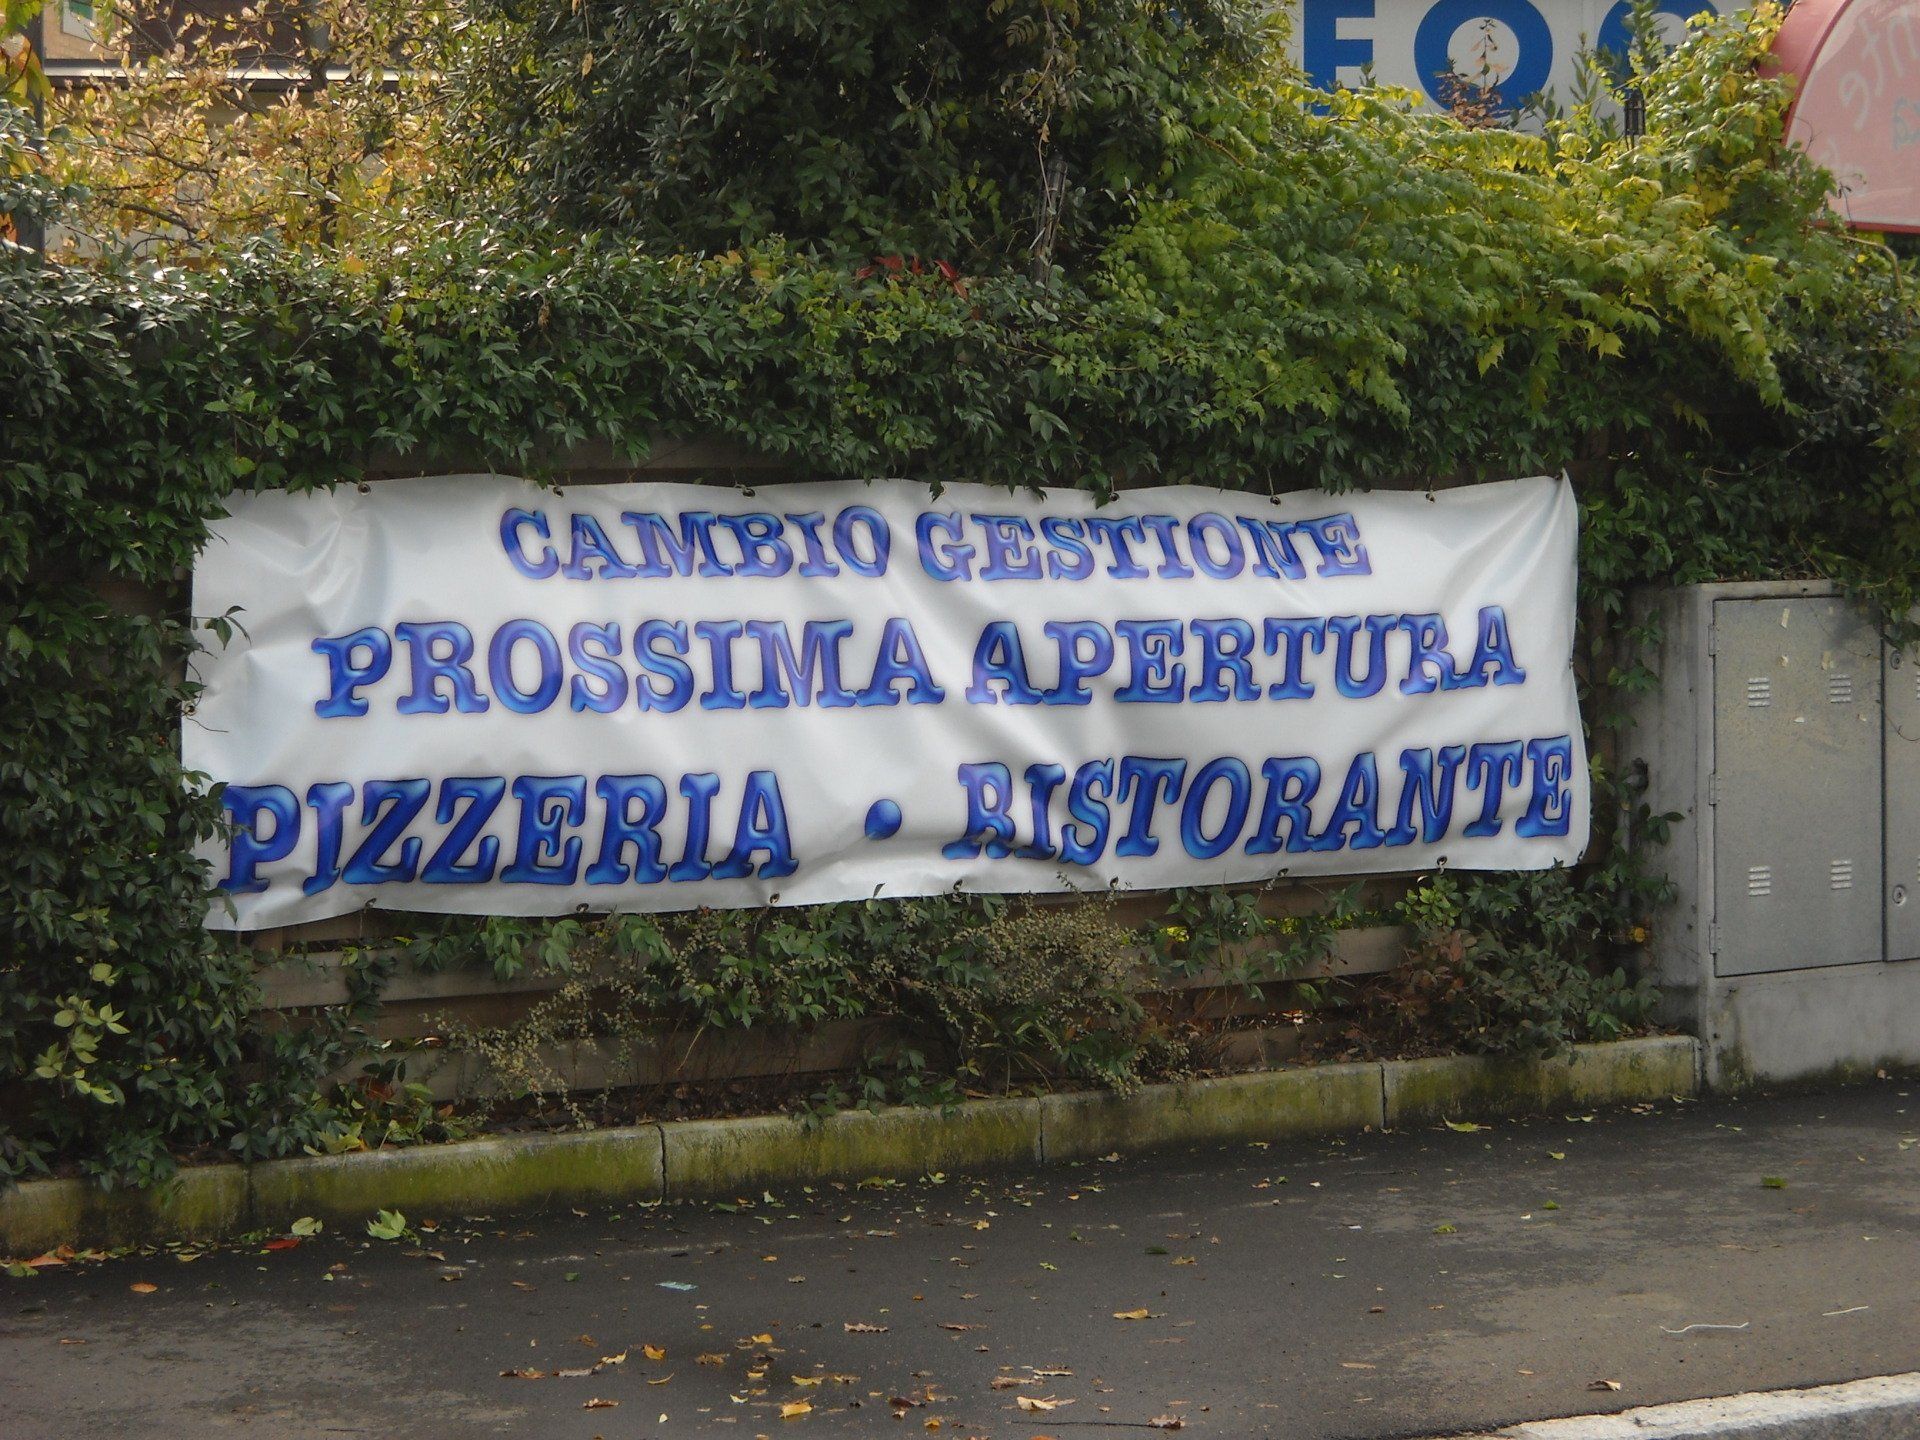 CAMBIO GESTIONE
PROSSIMA APERTURA
PIZZERIA • RISTORANTE